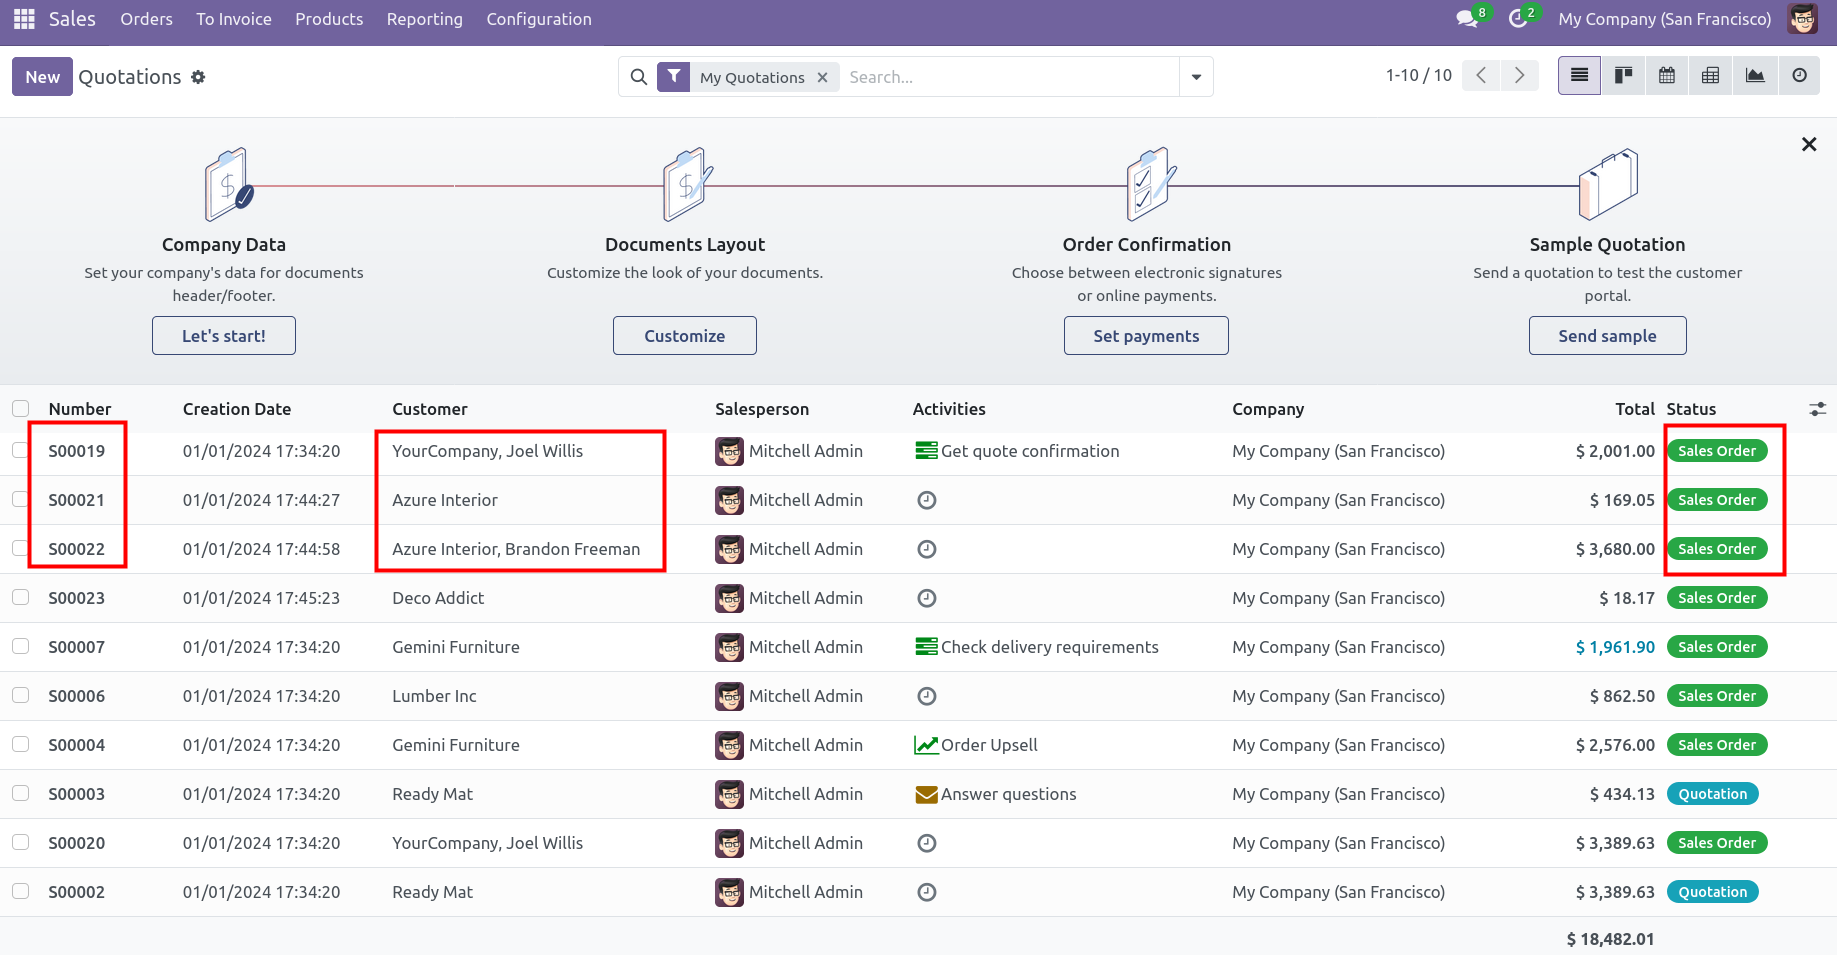 Sales Orders To Invoice Products Reporting Configuration 8 2 My Company (San Francisco)
New Quotations My Quotations Search... 1-10 / 10
Company Data Documents Layout Order Confirmation Sample Quotation
Set your company's data for documents Customize the look of your documents. Choose between electronic signatures Send a quotation to test the customer
header/footer. or online payments. portal.
Let's start! Customize Set payments Send sample
Number Creation Date Customer Salesperson Activities Company Total Status
S00019 01/01/2024 17:34:20 YourCompany, Joel Willis Mitchell Admin Get quote confirmation My Company (San Francisco) $ 2,001.00 Sales Order
S00021 01/01/2024 17:44:27 Azure Interior Mitchell Admin My Company (San Francisco) $ 169.05 Sales Order
S00022 01/01/2024 17:44:58 Azure Interior, Brandon Freeman Mitchell Admin My Company (San Francisco) $ 3,680.00 Sales Order
S00023 01/01/2024 17:45:23 Deco Addict Mitchell Admin My Company (San Francisco) $ 18.17 Sales Order
S00007 01/01/2024 17:34:20 Gemini Furniture Mitchell Admin Check delivery requirements My Company (San Francisco) $ 1,961.90 Sales Order
S00006 01/01/2024 17:34:20 Lumber Inc Mitchell Admin My Company (San Francisco) $ 862.50 Sales Order
S00004 01/01/2024 17:34:20 Gemini Furniture Mitchell Admin Order Upsell My Company (San Francisco) $ 2,576.00 Sales Order
S00003 01/01/2024 17:34:20 Ready Mat Mitchell Admin Answer questions My Company (San Francisco) $ 434.13 Quotation
S00020 01/01/2024 17:34:20 YourCompany, Joel Willis Mitchell Admin My Company (San Francisco) $ 3,389.63 Sales Order
S00002 01/01/2024 17:34:20 Ready Mat Mitchell Admin My Company (San Francisco) $ 3,389.63 Quotation
$ 18,482.01